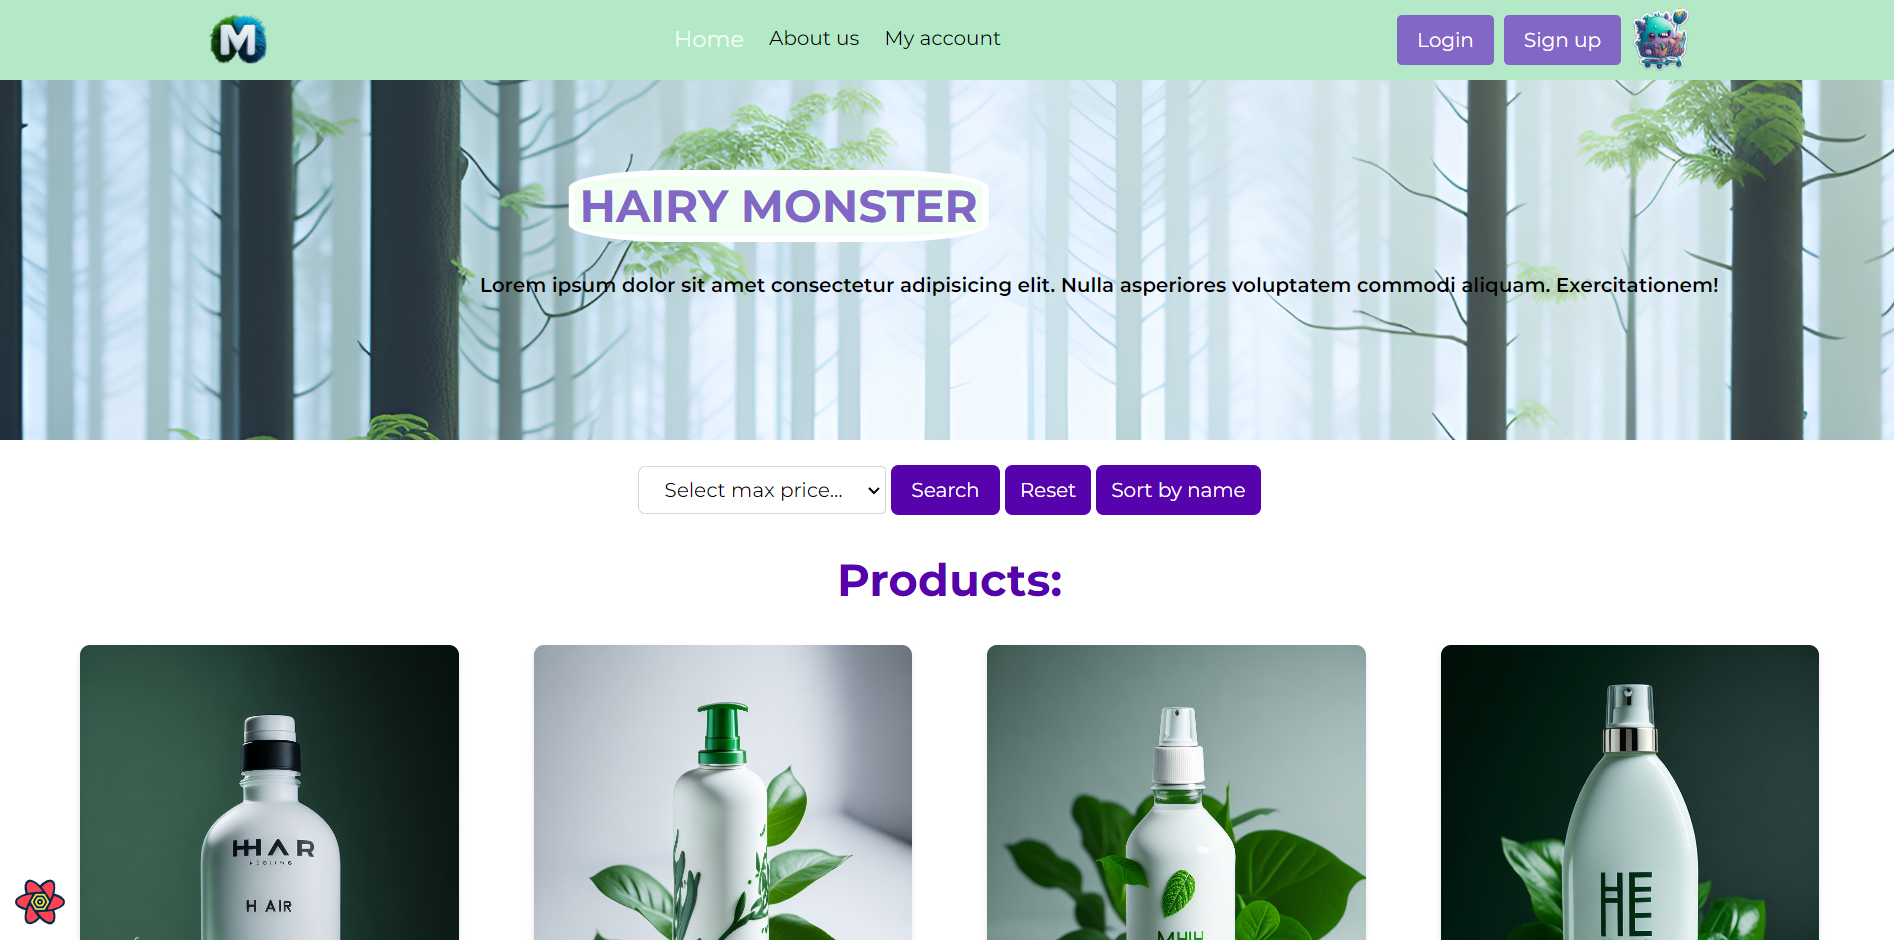 M
Home About us My account
Login Sign up
HAIRY MONSTER
Lorem ipsum dolor sit amet consectetur adipisicing elit. Nulla asperiores voluptatem commodi aliquam. Exercitationem!
Select max price... Search Reset Sort by name
Products:
HHAR
H AIR
HE
HE